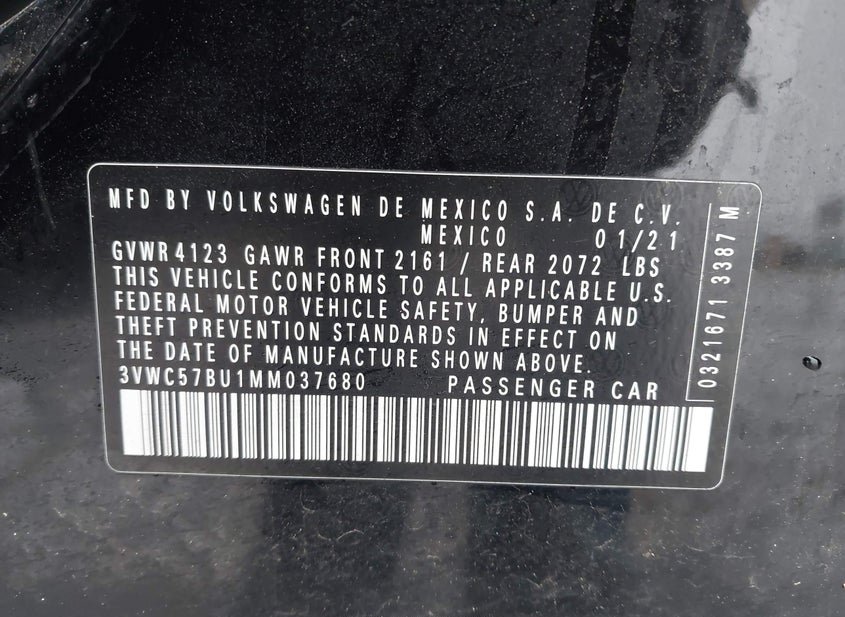 MFD BY VOLKSWAGEN DE MEXICO S.A. DE C.V.
MEXICO 01/21
GVWR 4123 GAWR FRONT 2161 / REAR 2072 LBS
THIS VEHICLE CONFORMS TO ALL APPLICABLE U.S.
FEDERAL MOTOR VEHICLE SAFETY, BUMPER AND
THEFT PREVENTION STANDARDS IN EFFECT ON
THE DATE OF MANUFACTURE SHOWN ABOVE.
3VWC57BU1MM037680 PASSENGER CAR
0321671 3387 M